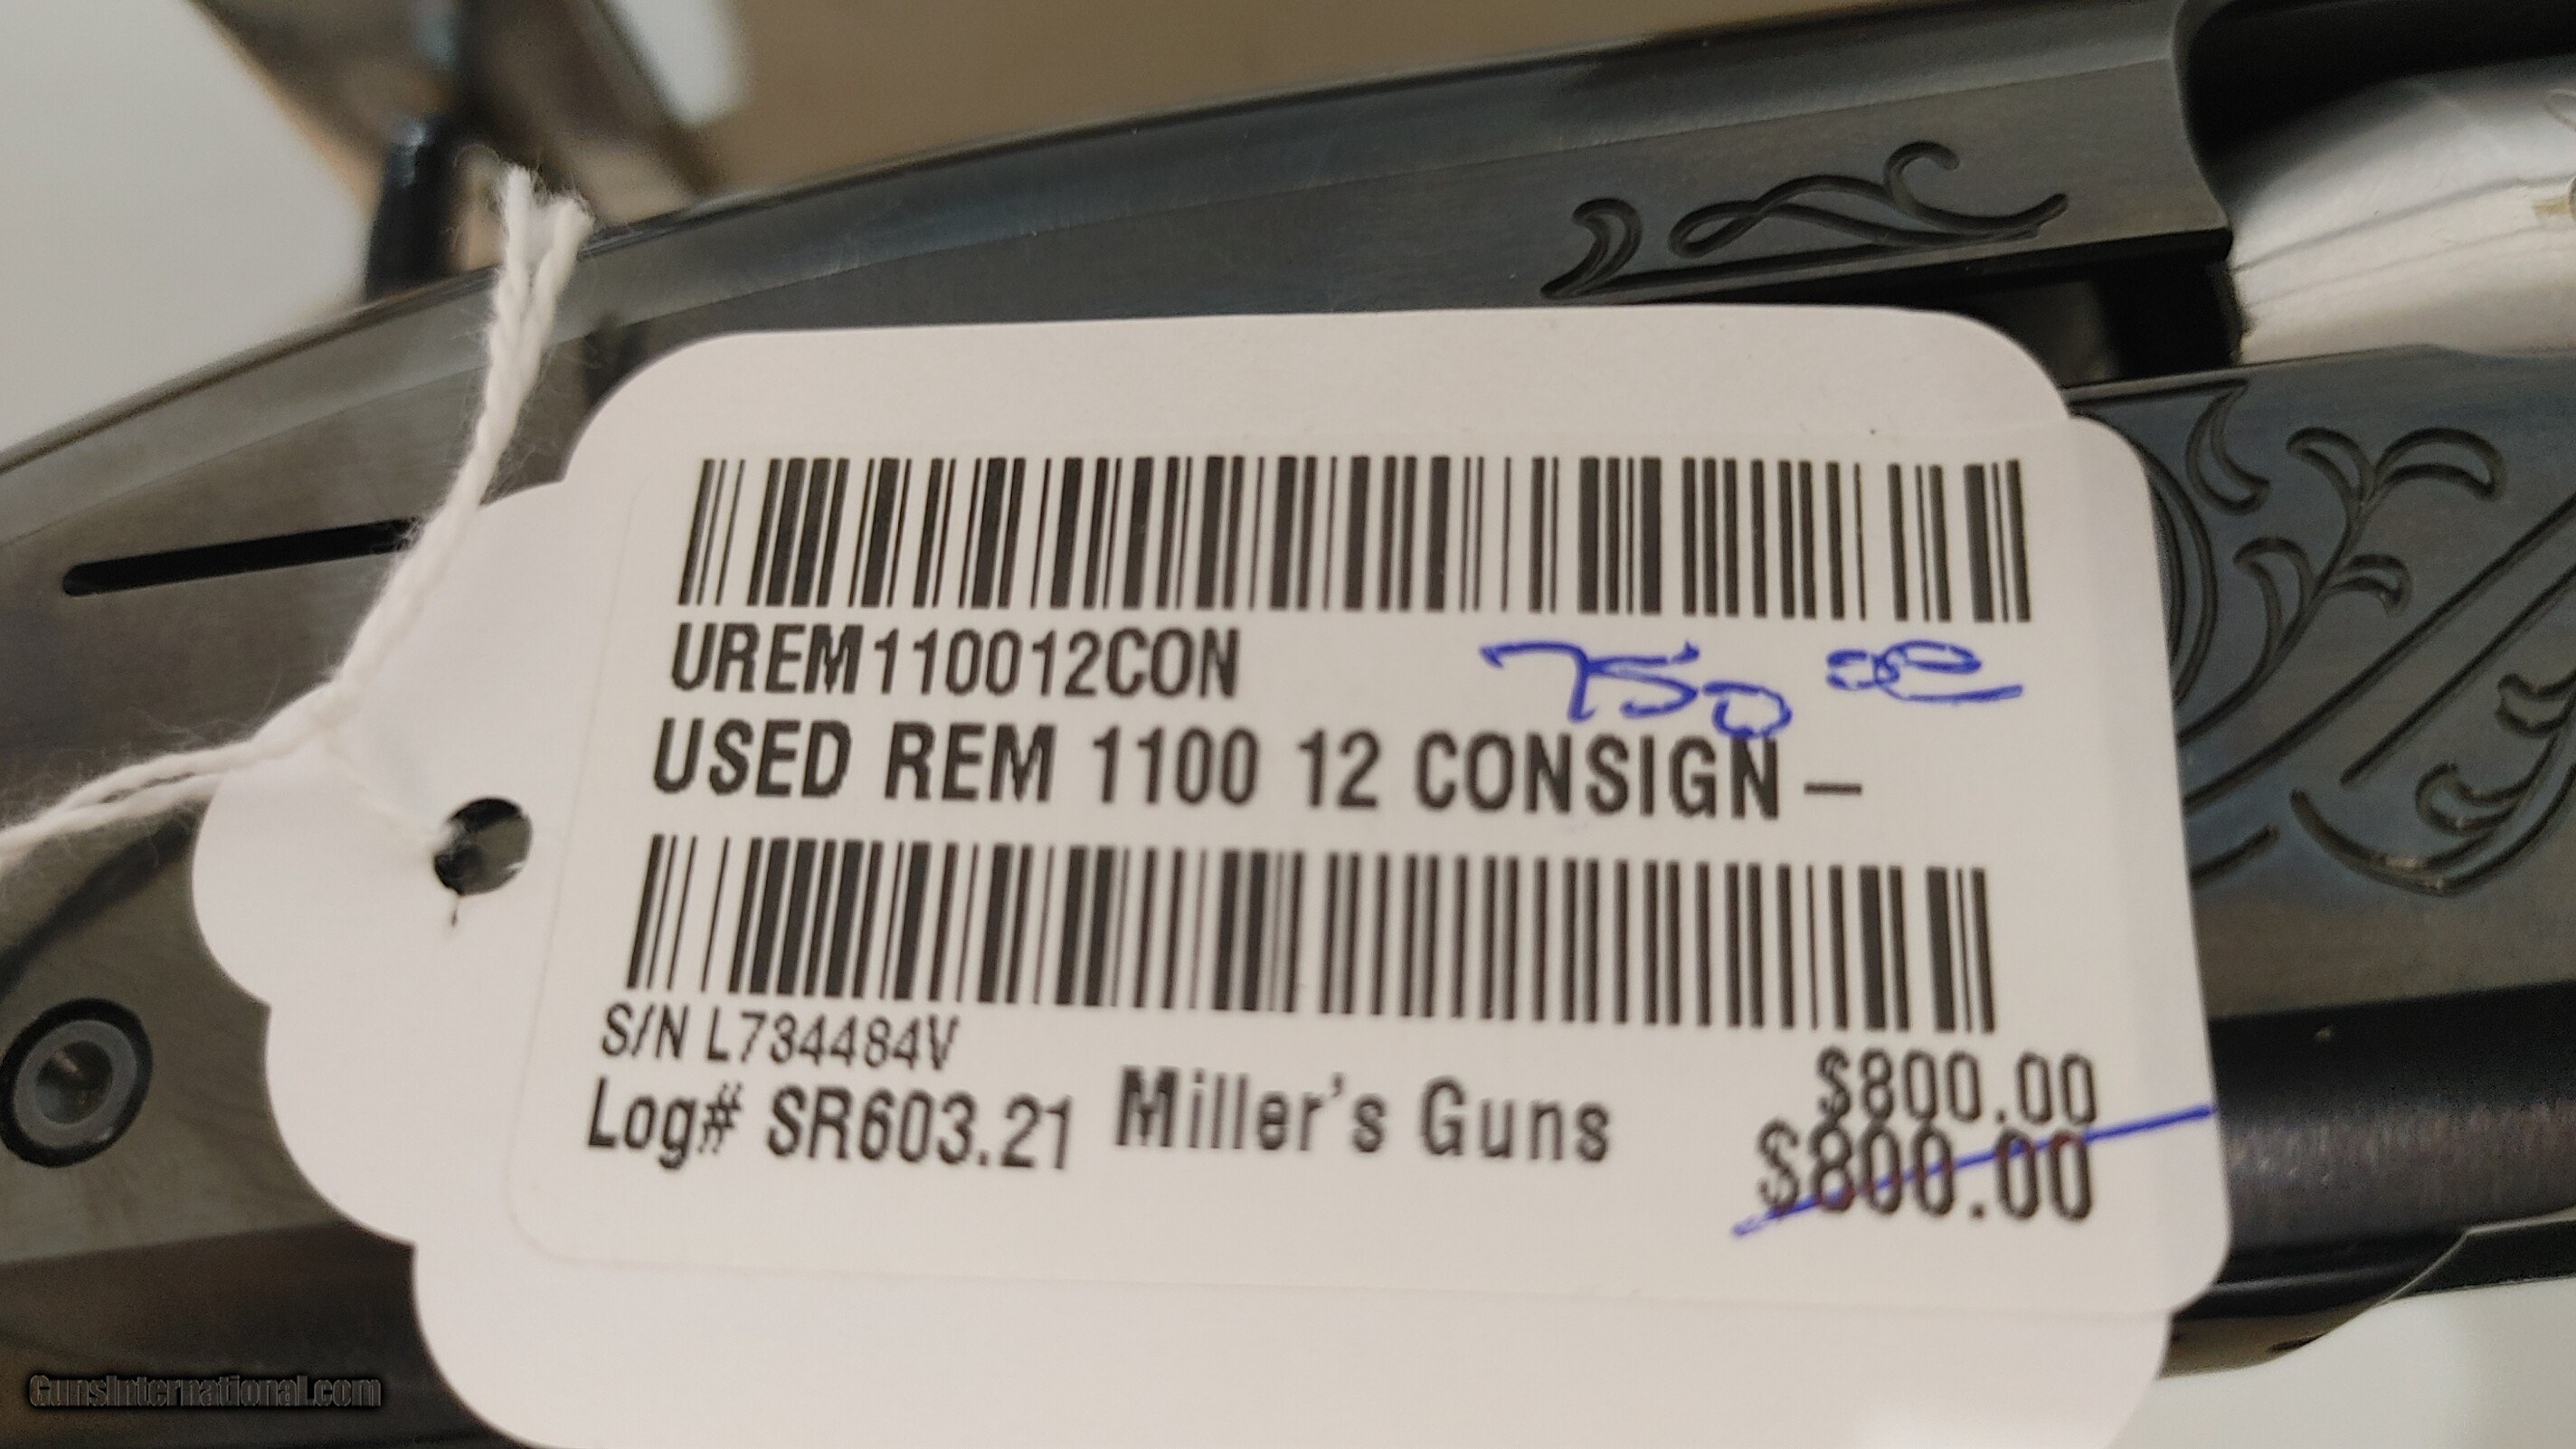 UREM110012CON
750.00
USED REM 1100 12 CONSIGN –
S/N L734484V
Log# SR603.21 Miller's Guns
$800.00
$800.00
GunsInternational.com